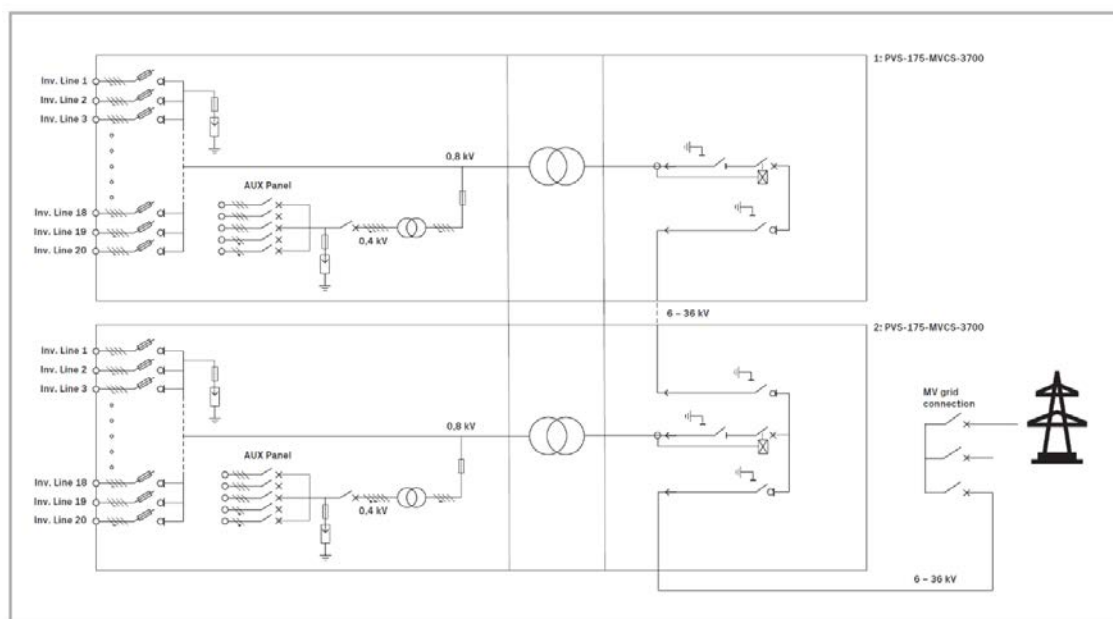 1: PVS-175-MVCS-3700
Inv. Line 1
Inv. Line 2
Inv. Line 3
0,8 kV
AUX Panel
Inv. Line 18
Inv. Line 19
Inv. Line 20
0,4 kV
6 – 36 kV
2: PVS-175-MVCS-3700
Inv. Line 1
Inv. Line 2
Inv. Line 3
MV grid
connection
0,8 kV
AUX Panel
Inv. Line 18
Inv. Line 19
Inv. Line 20
0,4 kV
6 – 36 kV